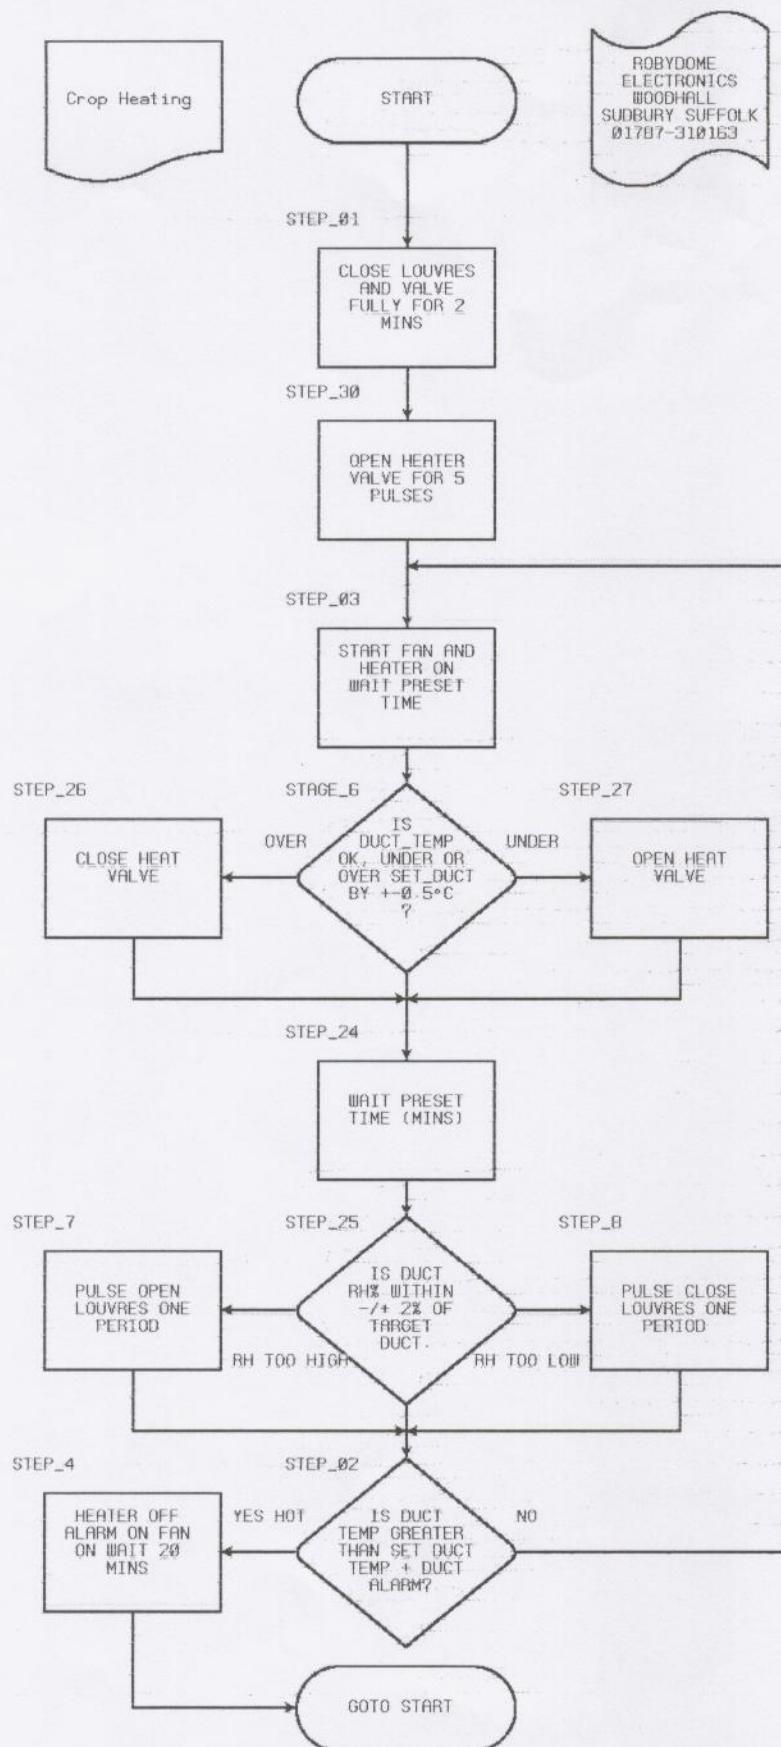 Crop Heating
START
ROBYDOME
ELECTRONICS
WOODHALL
SUDBURY SUFFOLK
01787-310163
STEP_01
CLOSE LOUVRES
AND VALVE
FULLY FOR 2
MINS
STEP_30
OPEN HEATER
VALVE FOR 5
PULSES
STEP_03
START FAN AND
HEATER ON
WAIT PRESET
TIME
STEP_26
STAGE_6
STEP_27
CLOSE HEAT
VALVE
OVER
IS
DUCT_TEMP
OK, UNDER OR
OVER SET_DUCT
BY +-0.5°C
?
UNDER
OPEN HEAT
VALVE
STEP_24
WAIT PRESET
TIME (MINS)
STEP_7
STEP_25
STEP_8
PULSE OPEN
LOUVRES ONE
PERIOD
RH TOO HIGH
IS DUCT
RH% WITHIN
-/+ 2% OF
TARGET
DUCT.
RH TOO LOW
PULSE CLOSE
LOUVRES ONE
PERIOD
STEP_4
STEP_02
HEATER OFF
ALARM ON FAN
ON WAIT 20
MINS
YES HOT
IS DUCT
TEMP GREATER
THAN SET DUCT
TEMP + DUCT
ALARM?
NO
GOTO START